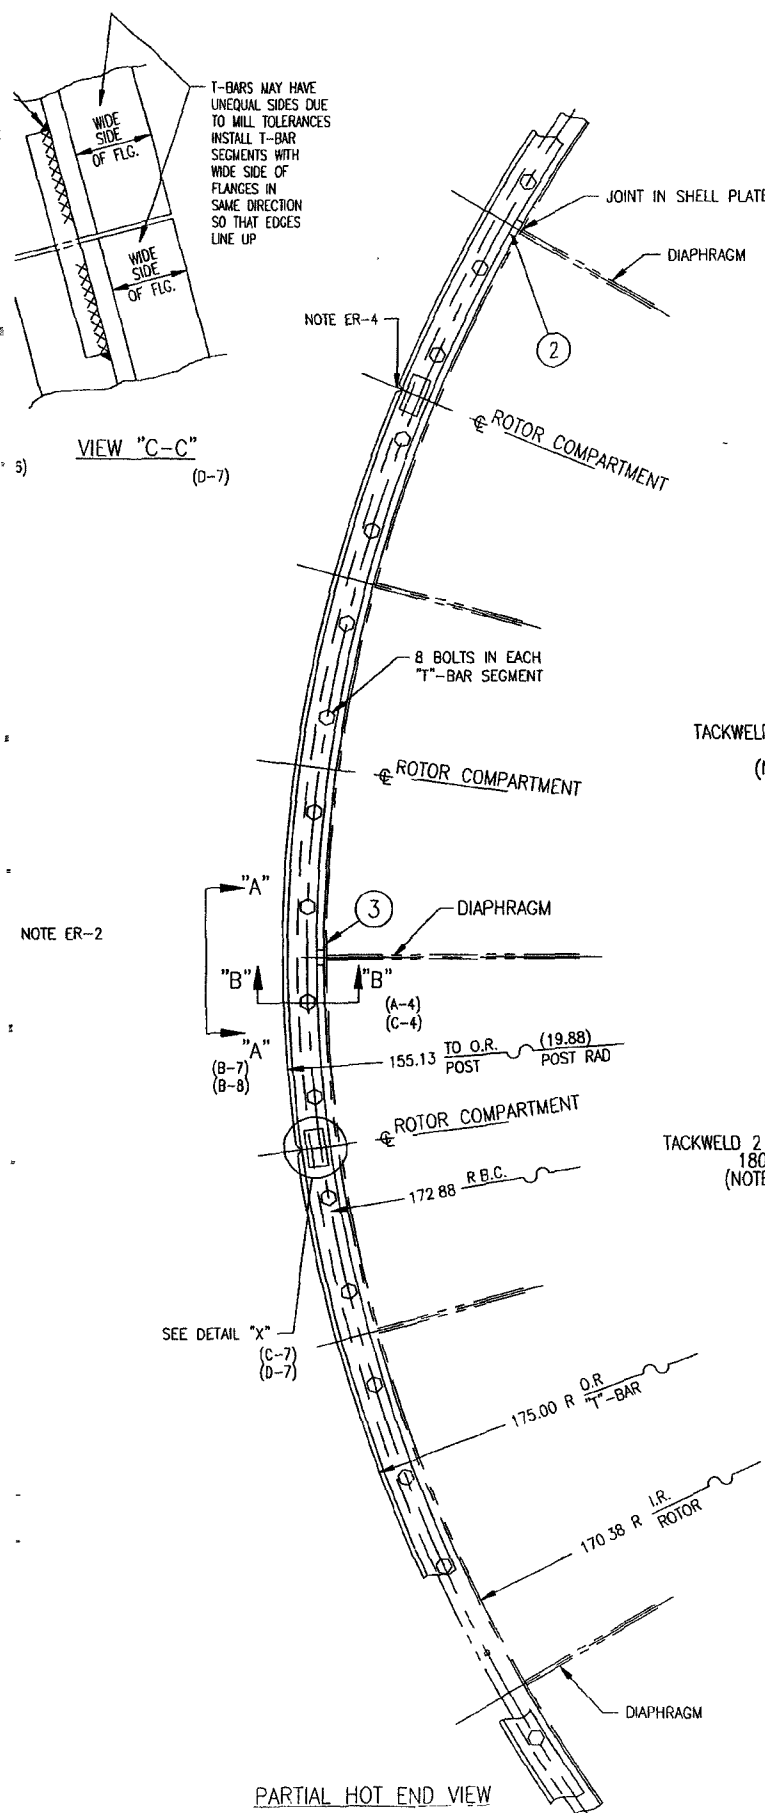 T-BARS MAY HAVE
UNEQUAL SIDES DUE
TO MILL TOLERANCES
INSTALL T-BAR
SEGMENTS WITH
WIDE SIDE OF
FLANGES IN
SAME DIRECTION
SO THAT EDGES
LINE UP
WIDE
SIDE
OF FLG.
WIDE
SIDE
OF FLG.
VIEW "C-C"
(D-7)
JOINT IN SHELL PLATE
DIAPHRAGM
NOTE ER-4
2
℄ ROTOR COMPARTMENT
8 BOLTS IN EACH
"T"-BAR SEGMENT
TACKWELD
℄ ROTOR COMPARTMENT
"A"
3
DIAPHRAGM
NOTE ER-2
"B"
"B"
(A-4)
(C-4)
"A"
(B-7)
(B-8)
155.13 TO O.R. (19.88)
POST POST RAD
℄ ROTOR COMPARTMENT
TACKWELD 2
180
(NOTE
172 88 R B.C.
SEE DETAIL "X"
(C-7)
(D-7)
175.00 R O.R
"T"-BAR
170 38 R I.R.
ROTOR
DIAPHRAGM
PARTIAL HOT END VIEW